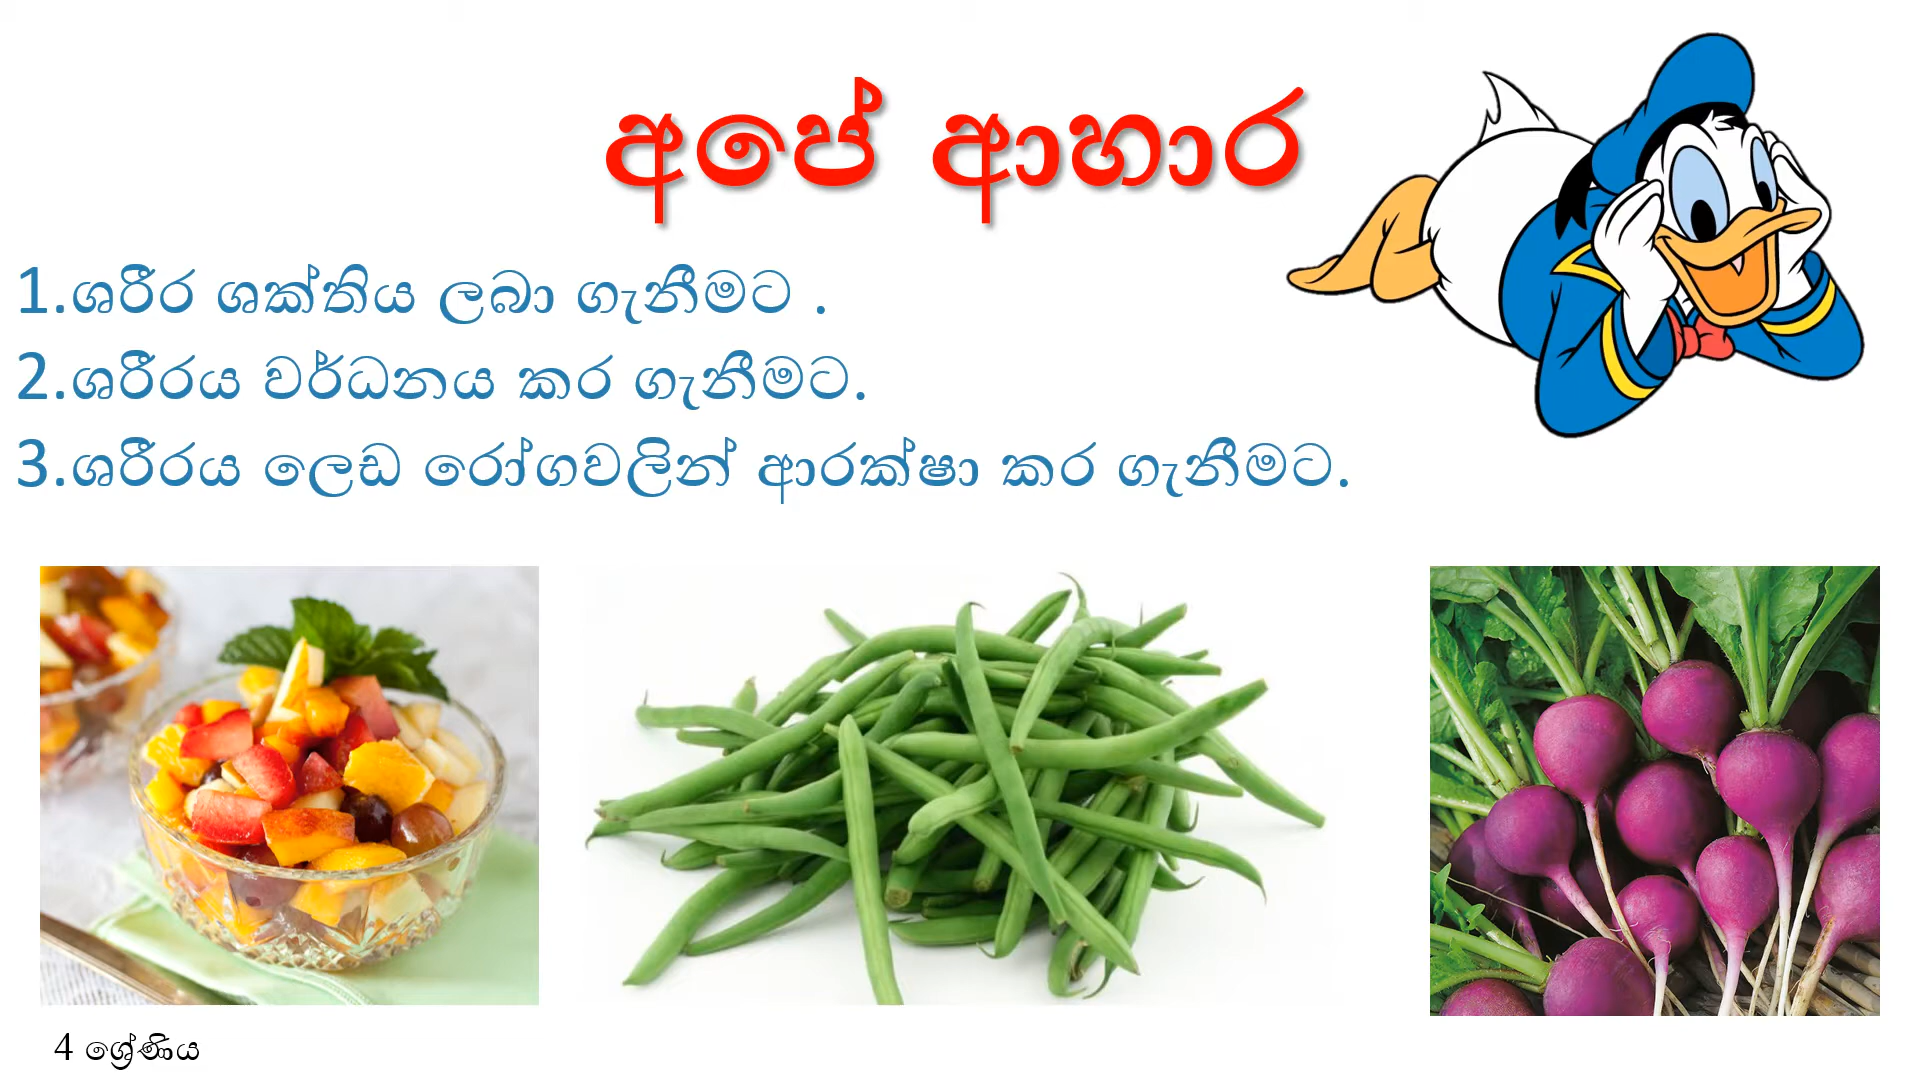 අපේ ආහාර
1.ශරීර ශක්තිය ලබා ගැනීමට .
2.ශරීරය වර්ධනය කර ගැනීමට.
3.ශරීරය ලෙඩ රෝගවලින් ආරක්ෂා කර ගැනීමට.
4 ශ්‍රේණිය